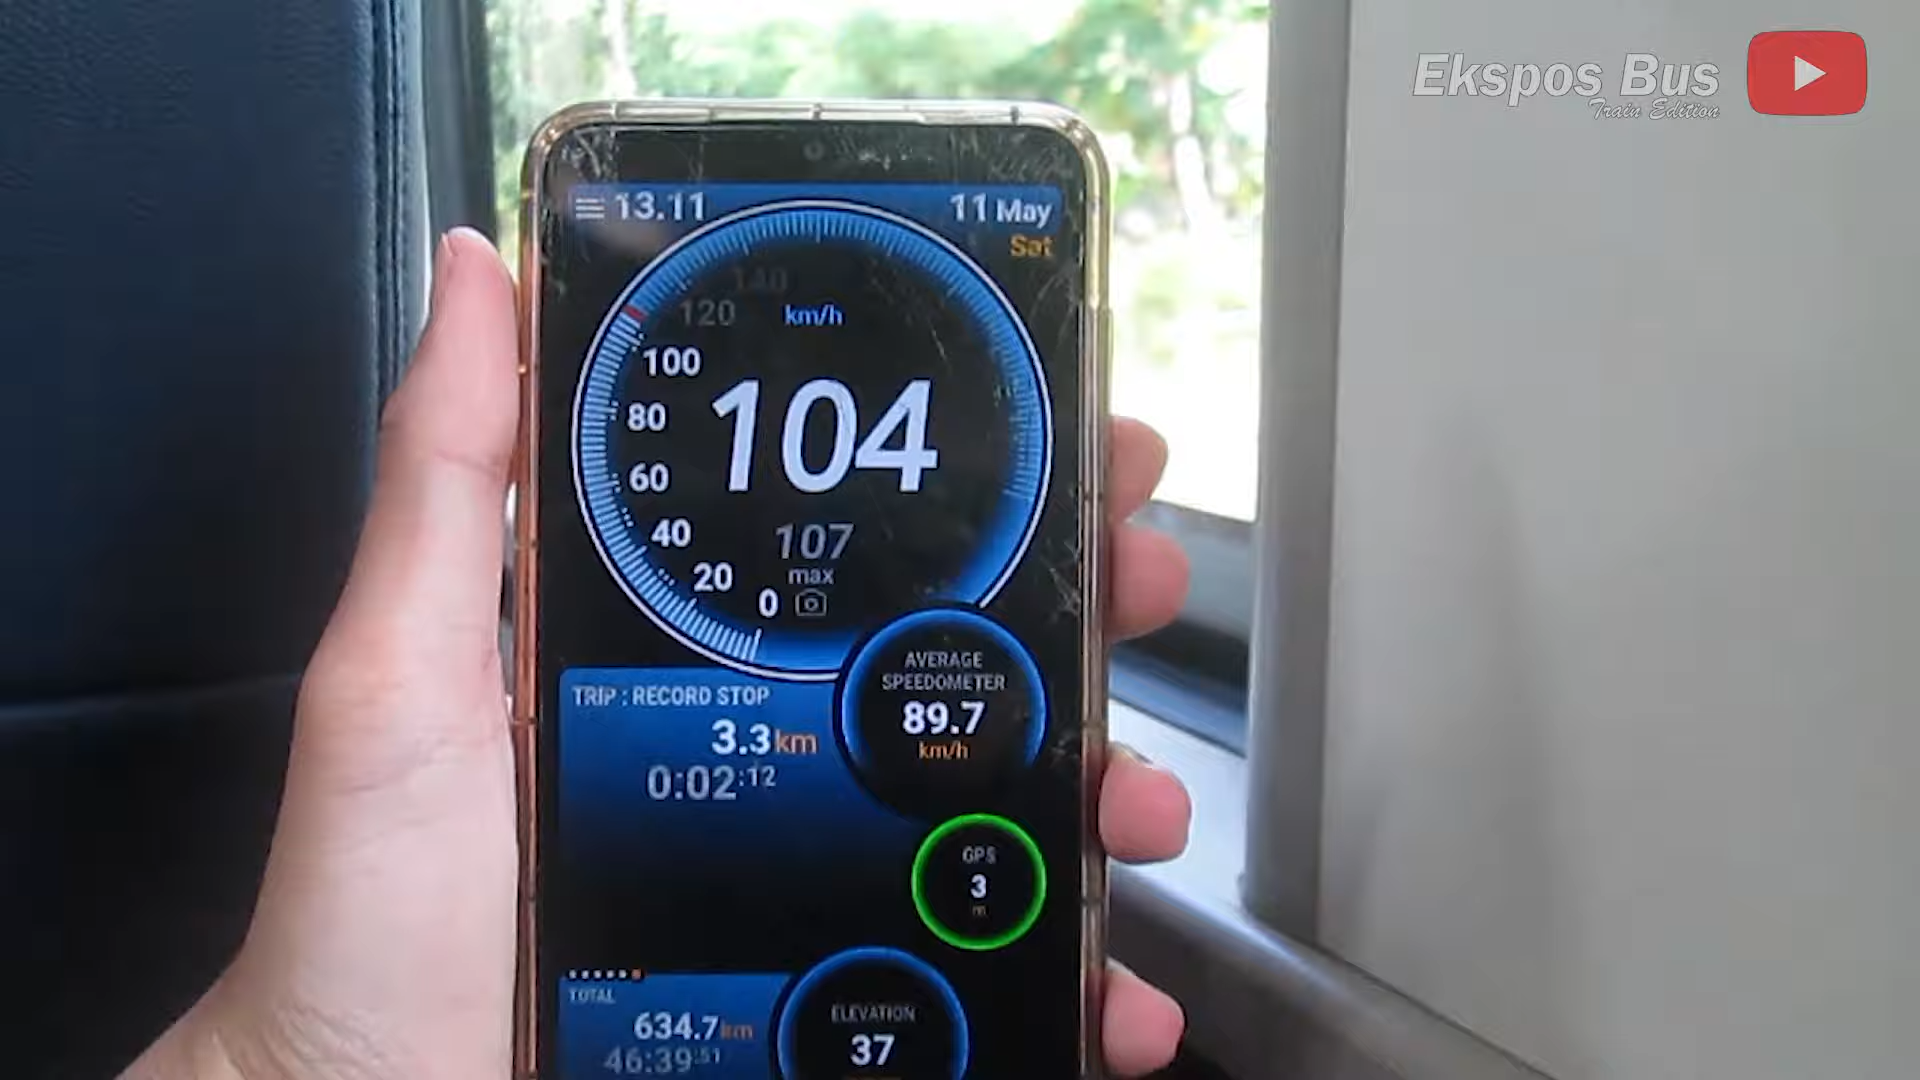 Ekspos Bus
Train Edition
13.11
11 May
Sat
140
120
km/h
100
80
104
60
40
107
20
max
0
AVERAGE
SPEEDOMETER
89.7
km/h
TRIP : RECORD STOP
3.3km
0:02:12
GPS
3
m
TOTAL
634.7km
46:39:51
ELEVATION
37